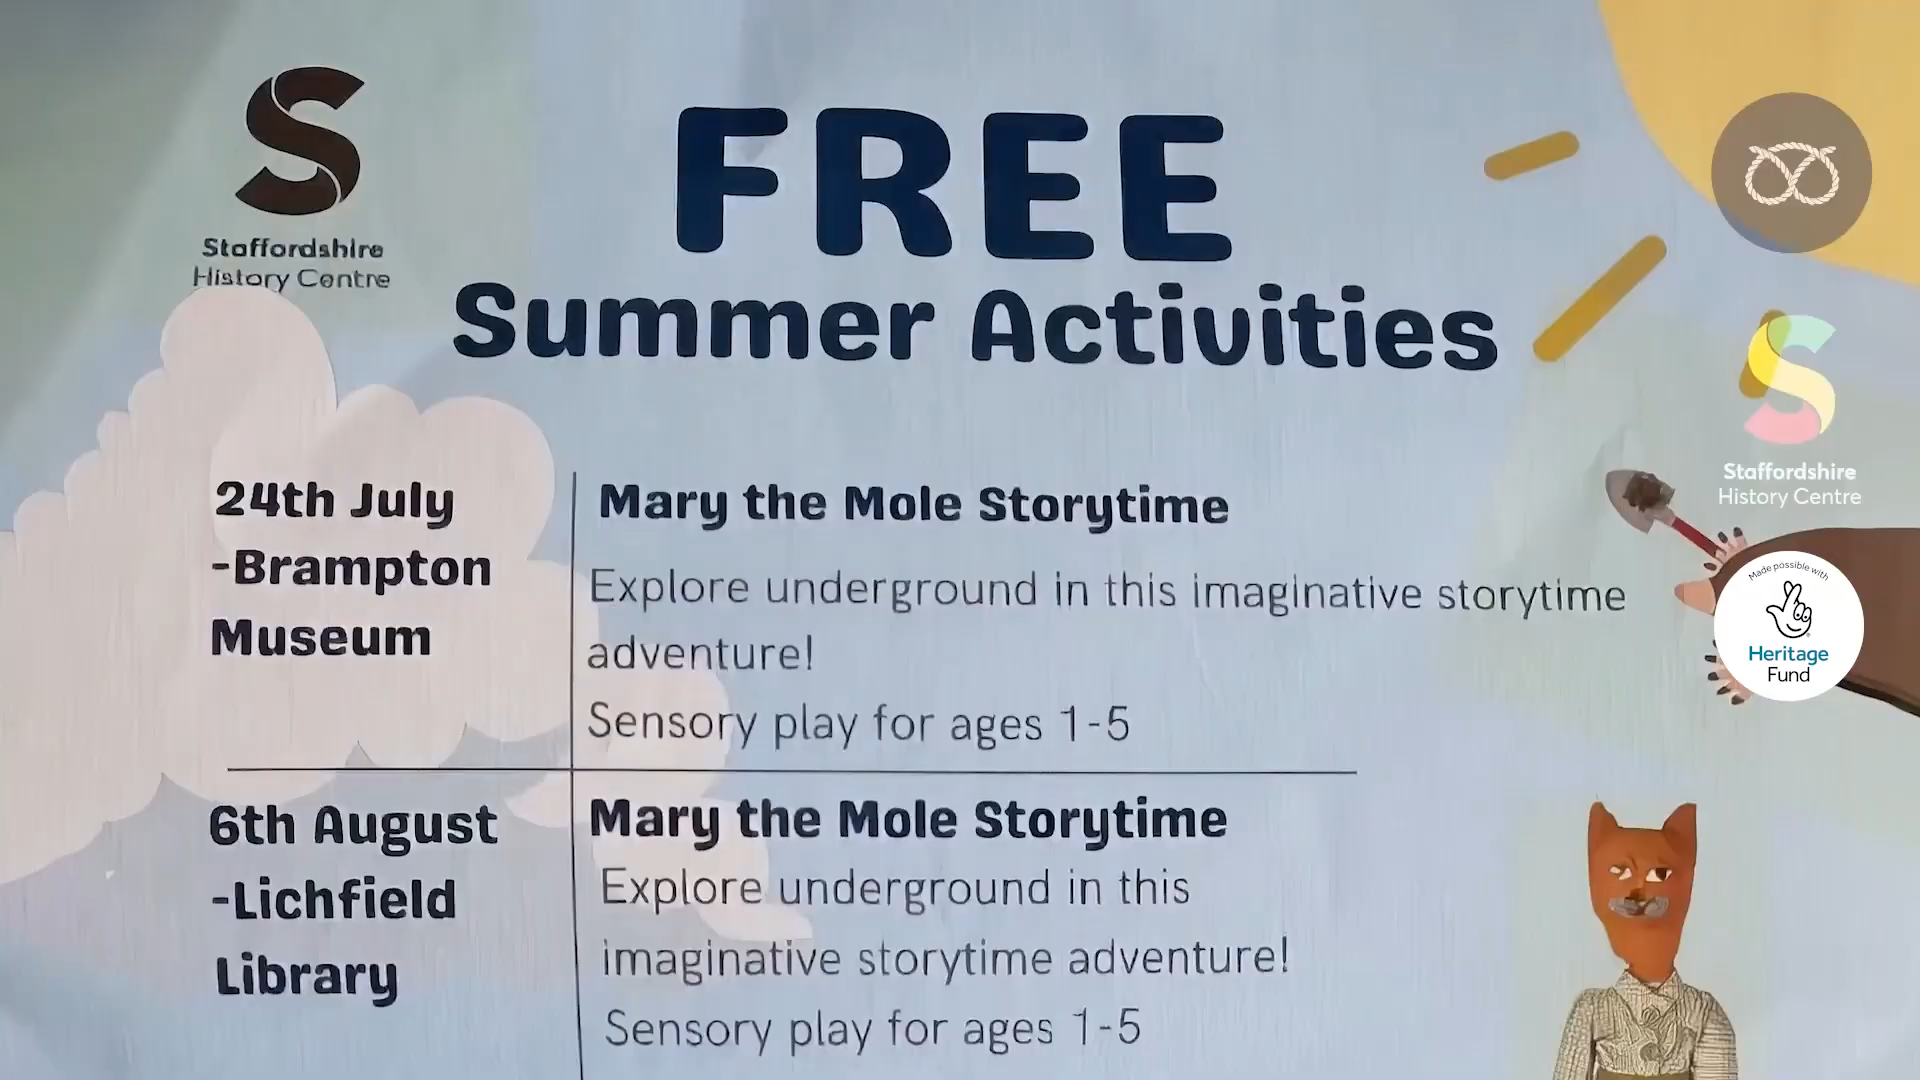 Staffordshire
History Centre
FREE
Summer Activities
24th July
-Brampton
Museum
Mary the Mole Storytime
Explore underground in this imaginative storytime
adventure!
Sensory play for ages 1-5
6th August
-Lichfield
Library
Mary the Mole Storytime
Explore underground in this
imaginative storytime adventure!
Sensory play for ages 1-5
Staffordshire
History Centre
Made possible with
Heritage
Fund